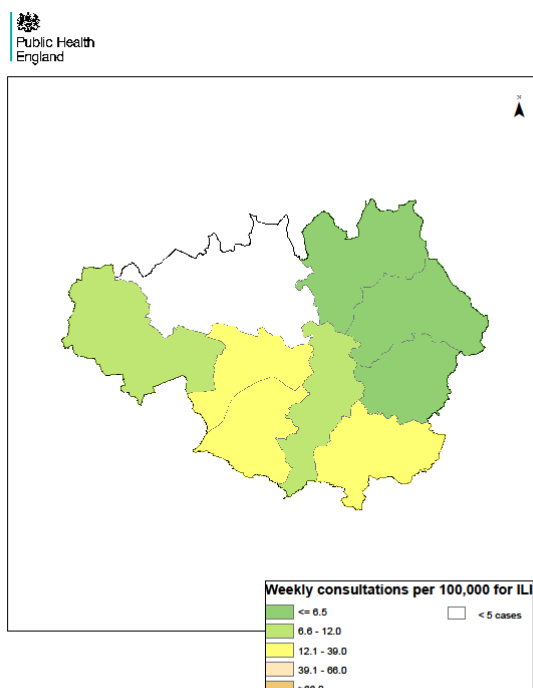 Public Health
England
N
Weekly consultations per 100,000 for ILI
<= 6.5
< 5 cases
6.6 - 12.0
12.1 - 39.0
39.1 - 66.0